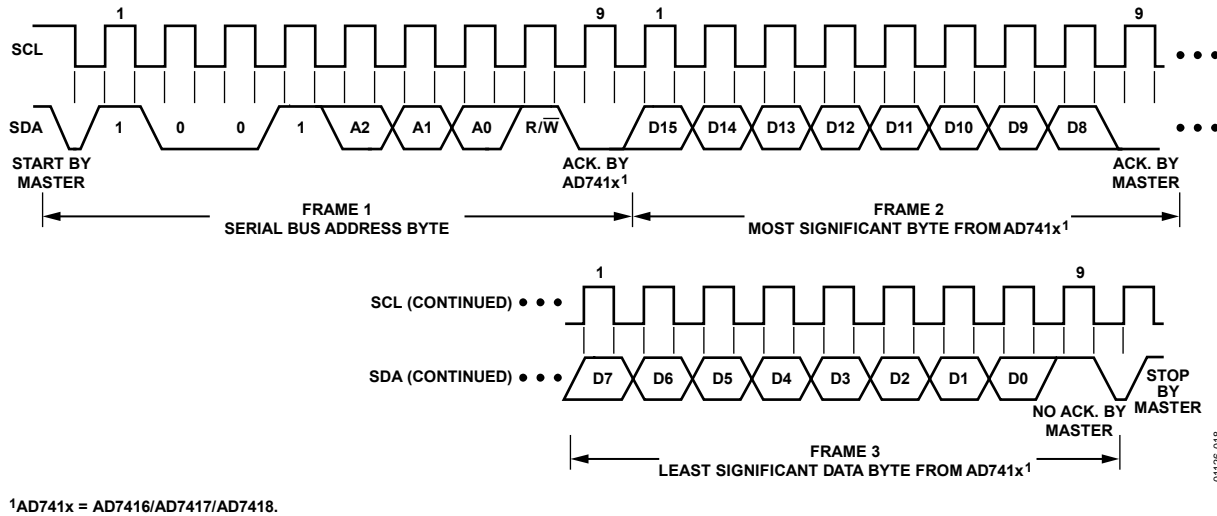 1 9 1 9
SCL
SDA 1 0 0 1 A2 A1 A0 R/W̅ D15 D14 D13 D12 D11 D10 D9 D8
START BY
MASTER
ACK. BY
AD741x¹
ACK. BY
MASTER
FRAME 1
SERIAL BUS ADDRESS BYTE
FRAME 2
MOST SIGNIFICANT BYTE FROM AD741x¹
1 9
SCL (CONTINUED)
SDA (CONTINUED) D7 D6 D5 D4 D3 D2 D1 D0
NO ACK. BY
MASTER
STOP
BY
MASTER
FRAME 3
LEAST SIGNIFICANT DATA BYTE FROM AD741x¹
¹AD741x = AD7416/AD7417/AD7418.